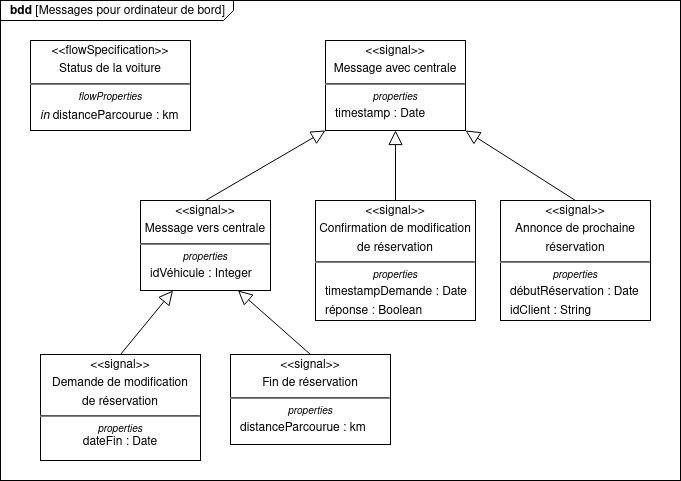 bdd [Messages pour ordinateur de bord]
<<flowSpecification>>
Status de la voiture
flowProperties
in distanceParcourue : km
<<signal>>
Message avec centrale
properties
timestamp : Date
<<signal>>
Message vers centrale
properties
idVéhicule : Integer
<<signal>>
Confirmation de modification
de réservation
properties
timestampDemande : Date
réponse : Boolean
<<signal>>
Annonce de prochaine
réservation
properties
débutRéservation : Date
idClient : String
<<signal>>
Demande de modification
de réservation
properties
dateFin : Date
<<signal>>
Fin de réservation
properties
distanceParcourue : km